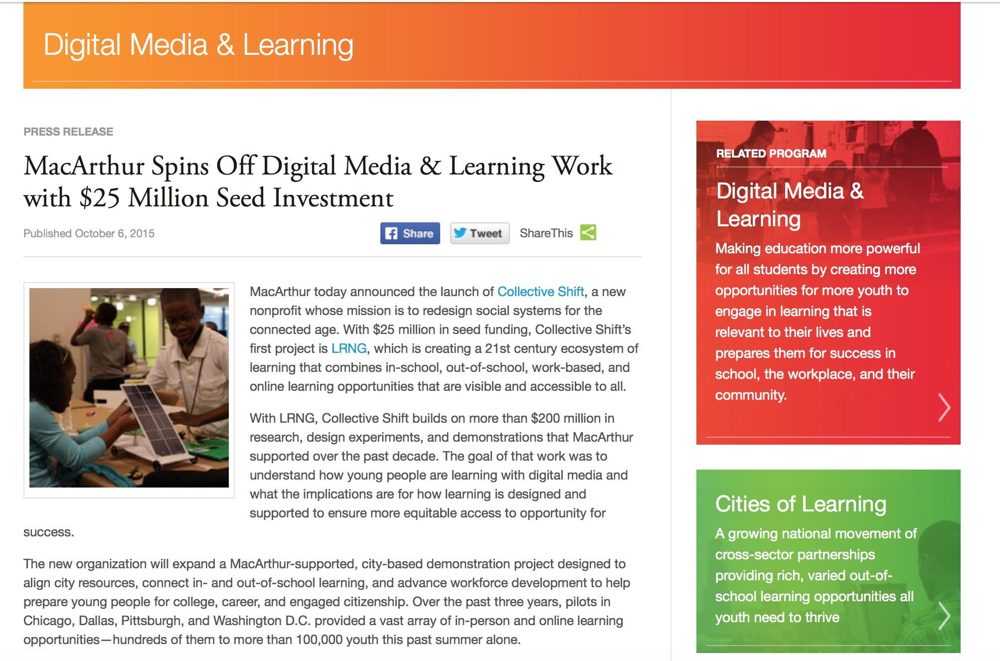 Digital Media & Learning
PRESS RELEASE
MacArthur Spins Off Digital Media & Learning Work
with $25 Million Seed Investment
Published October 6, 2015
Share
Tweet
ShareThis
MacArthur today announced the launch of Collective Shift, a new
nonprofit whose mission is to redesign social systems for the
connected age. With $25 million in seed funding, Collective Shift’s
first project is LRNG, which is creating a 21st century ecosystem of
learning that combines in-school, out-of-school, work-based, and
online learning opportunities that are visible and accessible to all.
With LRNG, Collective Shift builds on more than $200 million in
research, design experiments, and demonstrations that MacArthur
supported over the past decade. The goal of that work was to
understand how young people are learning with digital media and
what the implications are for how learning is designed and
supported to ensure more equitable access to opportunity for
success.
The new organization will expand a MacArthur-supported, city-based demonstration project designed to
align city resources, connect in- and out-of-school learning, and advance workforce development to help
prepare young people for college, career, and engaged citizenship. Over the past three years, pilots in
Chicago, Dallas, Pittsburgh, and Washington D.C. provided a vast array of in-person and online learning
opportunities—hundreds of them to more than 100,000 youth this past summer alone.
RELATED PROGRAM
Digital Media &
Learning
Making education more powerful
for all students by creating more
opportunities for more youth to
engage in learning that is
relevant to their lives and
prepares them for success in
school, the workplace, and their
community.
Cities of Learning
A growing national movement of
cross-sector partnerships
providing rich, varied out-of-
school learning opportunities all
youth need to thrive